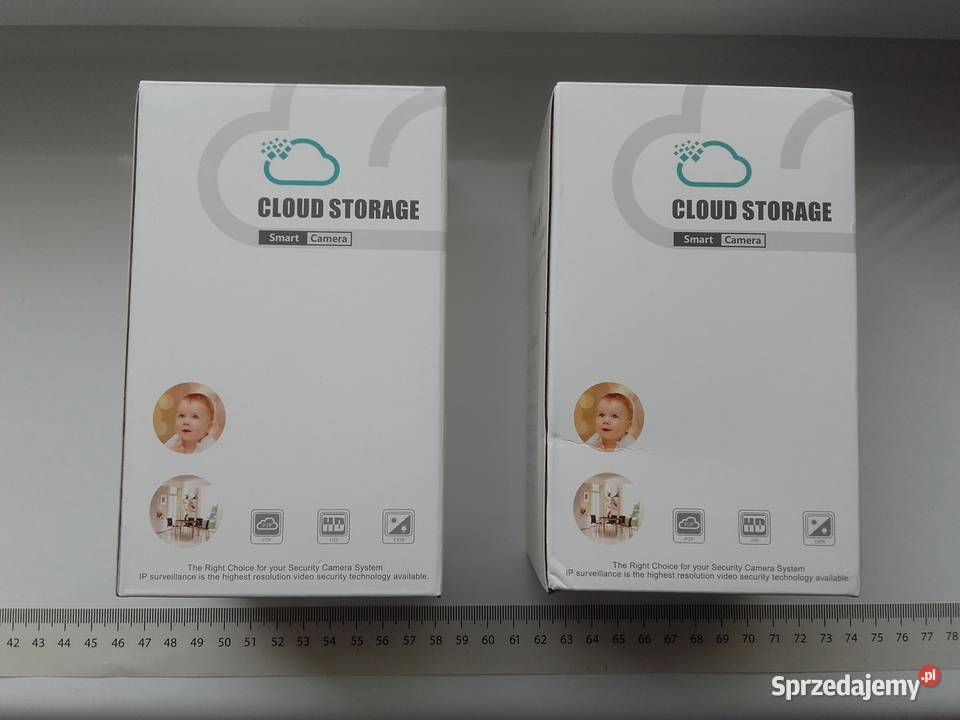 CLOUD STORAGE
Smart Camera
P2P
HD
The Right Choice for your Security Camera System
IP surveillance is the highest resolution video security technology available.
CLOUD STORAGE
Smart Camera
P2P
HD
The Right Choice for your Security Camera System
IP surveillance is the highest resolution video security technology available.
42 43 44 45 46 47 48 49 50 51 52 53 54 55 56 57 58 59 60 61 62 63 64 65 66 67 68 69 70 71 72 73 74 75 76 77 78
Sprzedajemy.pl